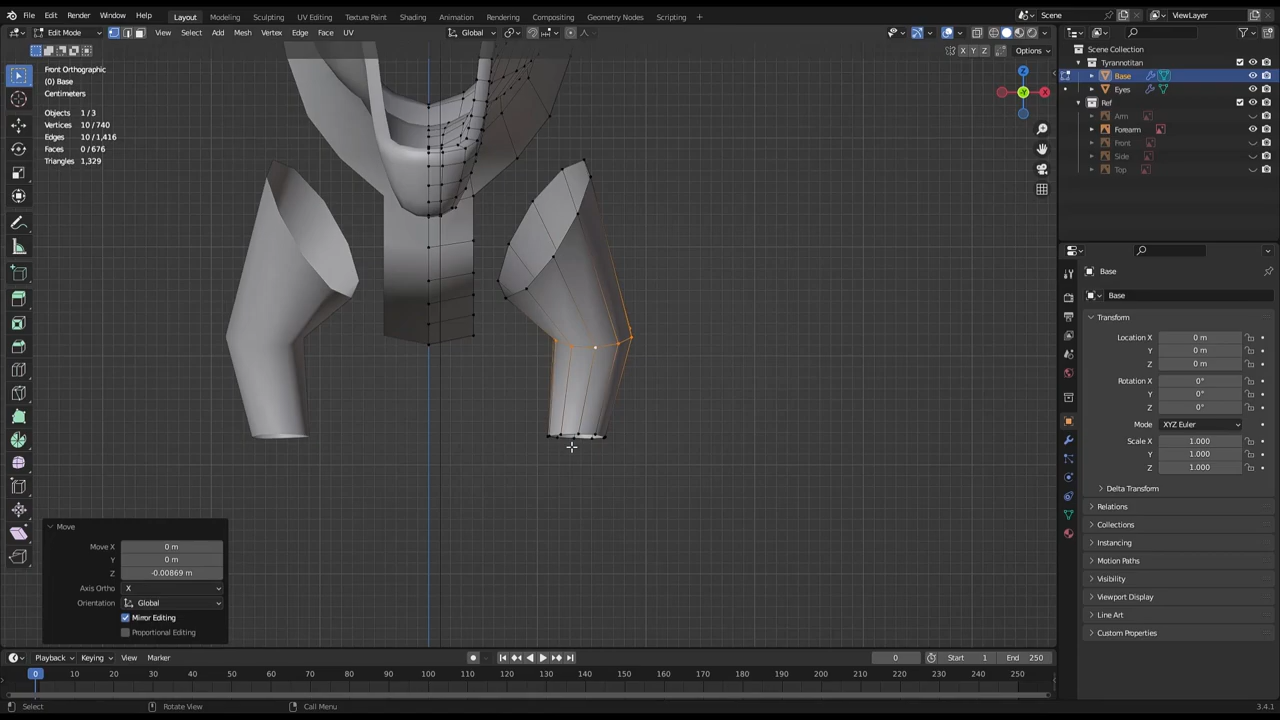 File Edit Render Window Help Layout Modeling Sculpting UV Editing Texture Paint Shading Animation Rendering Compositing Geometry Nodes Scripting + Scene ViewLayer
Edit Mode View Select Add Mesh Vertex Edge Face UV Global X Y Z Options
Front Orthographic
(0) Base
Centimeters
Objects 1 / 3
Vertices 10 / 740
Edges 10 / 1,416
Faces 0 / 676
Triangles 1,329
Z
Y X
Scene Collection
Tyrannotitan
Base
Eyes
Ref
Arm
Forearm
Front
Side
Top
Base
Base
Transform
Location X 0 m
Y 0 m
Z 0 m
Rotation X 0°
Y 0°
Z 0°
Mode XYZ Euler
Scale X 1.000
Y 1.000
Z 1.000
Delta Transform
Relations
Collections
Instancing
Motion Paths
Visibility
Viewport Display
Line Art
Custom Properties
Move
Move X 0 m
Y 0 m
Z -0.00869 m
Axis Ortho X
Orientation Global
Mirror Editing
Proportional Editing
Playback Keying View Marker 0 Start 1 End 250
0 10 20 30 40 50 60 70 80 90 100 110 120 130 140 150 160 170 180 190 200 210 220 230 240 250
Select Rotate View Call Menu 3.4.1